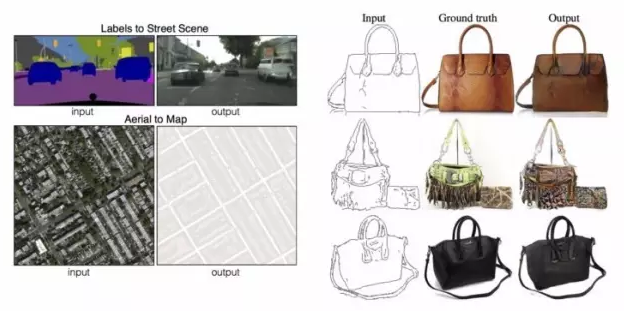 Labels to Street Scene
input
output
Aerial to Map
input
output
Input
Ground truth
Output